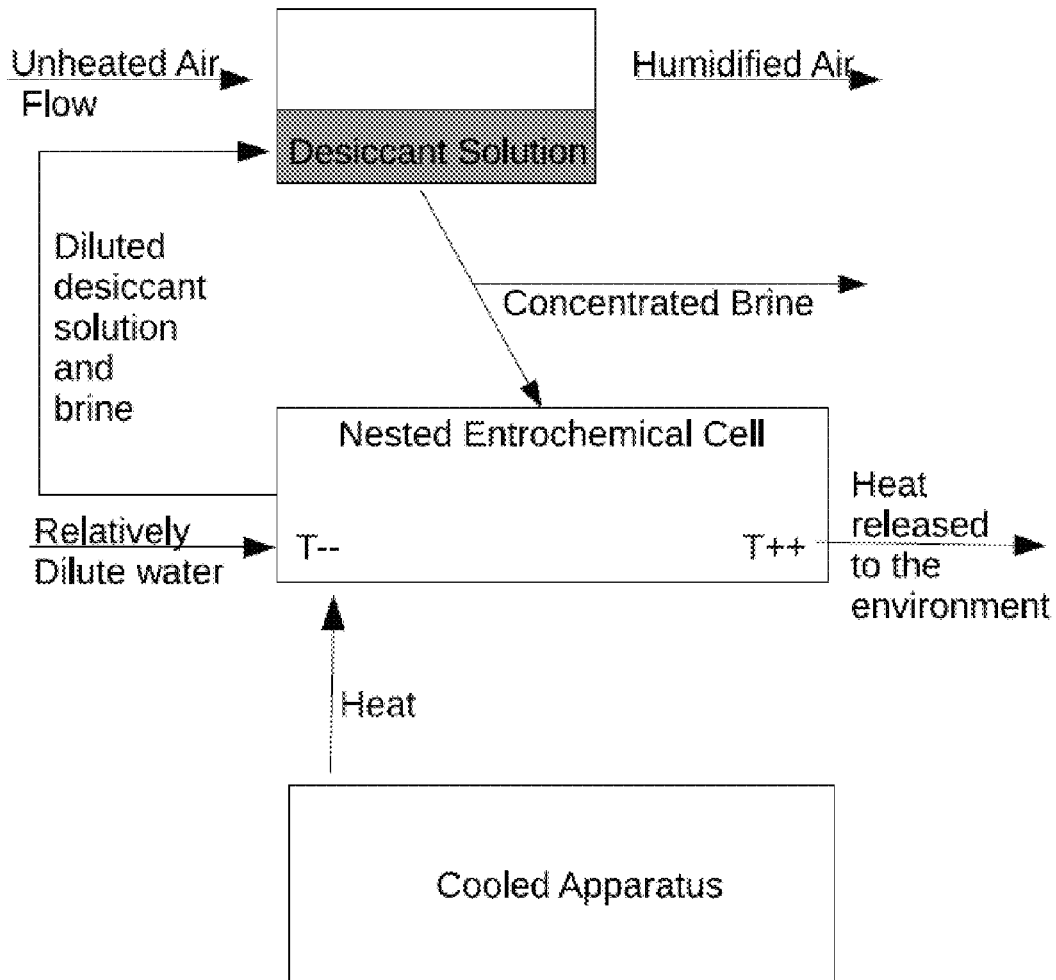 Unheated Air
Flow
Humidified Air
Desiccant Solution
Diluted
desiccant
solution
and
brine
Concentrated Brine
Nested Entrochemical Cell
Relatively
Dilute water
T--
T++
Heat
released
to the
environment
Heat
Cooled Apparatus